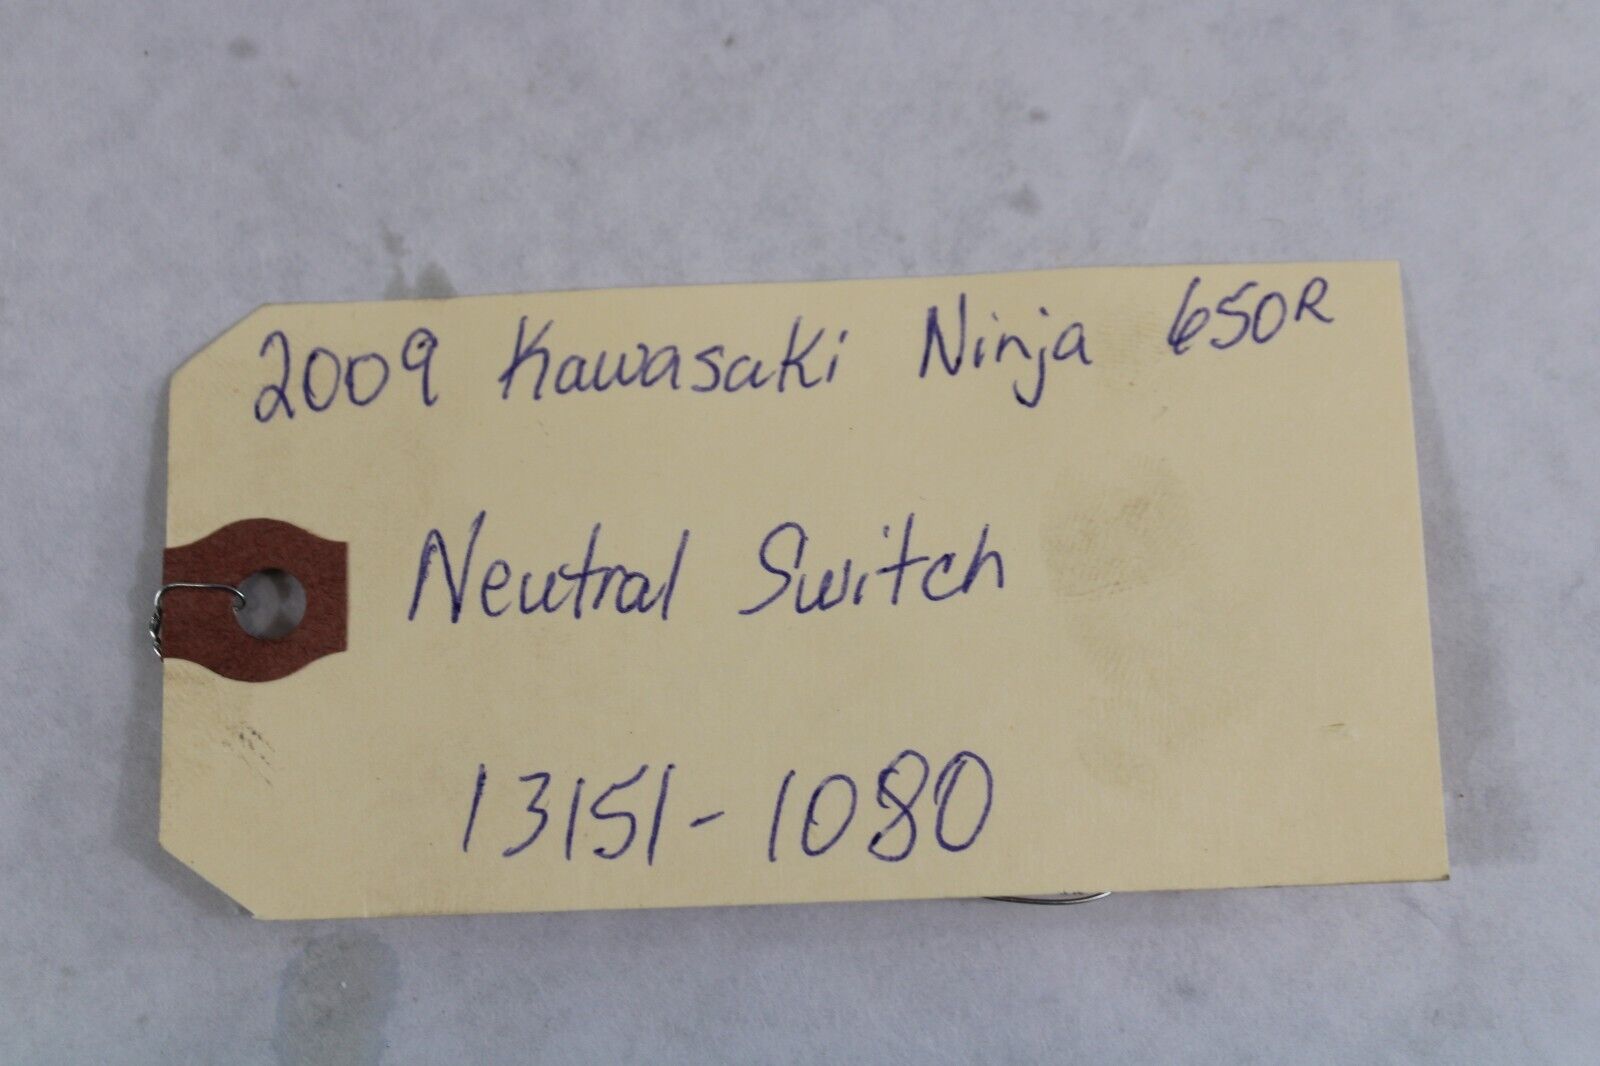 2009 Kawasaki Ninja 650R
Neutral Switch
13151-1080